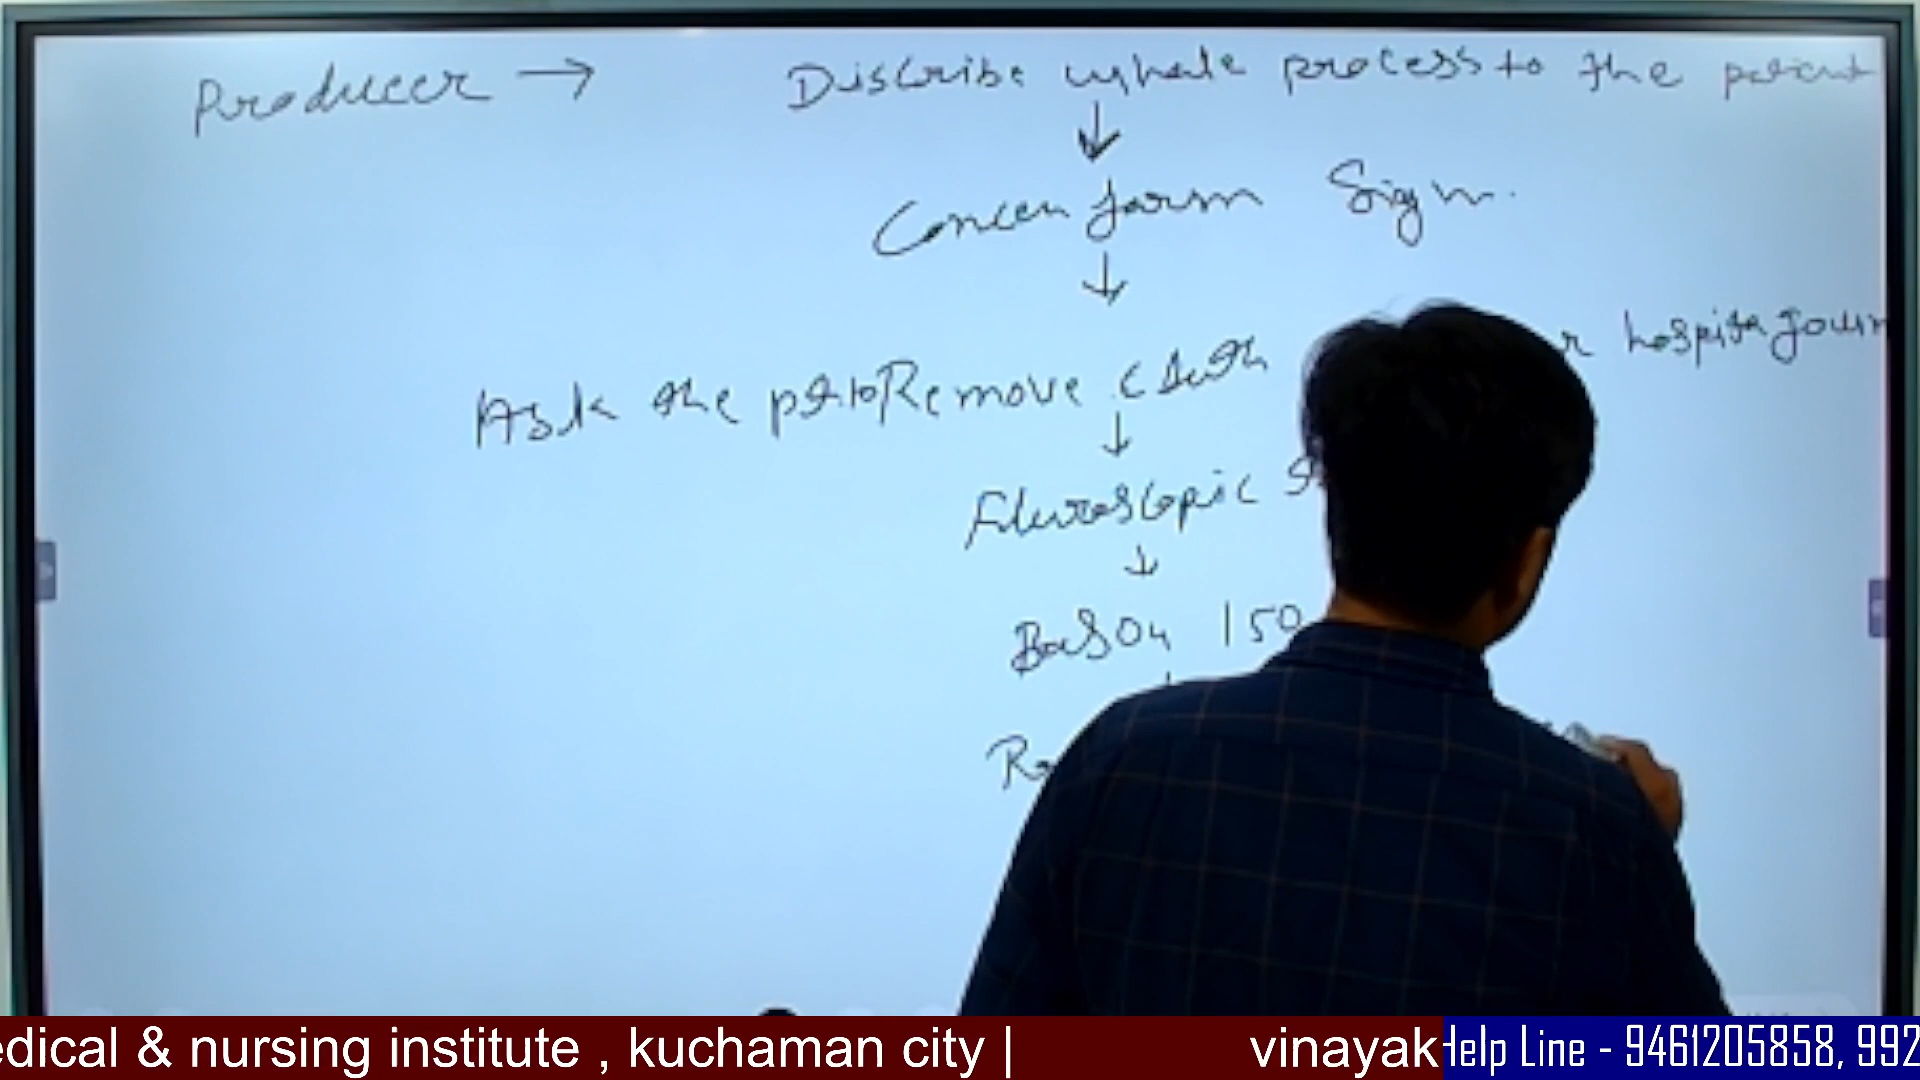 Producer → Discribe whole process to the patient
↓
Concen form Sign.
↓
Ask the pt to Remove cloth hospita goun
↓
Fluroscopic
↓
BaSO4 150
edical & nursing institute , kuchaman city | vinayak Help Line - 9461205858, 992